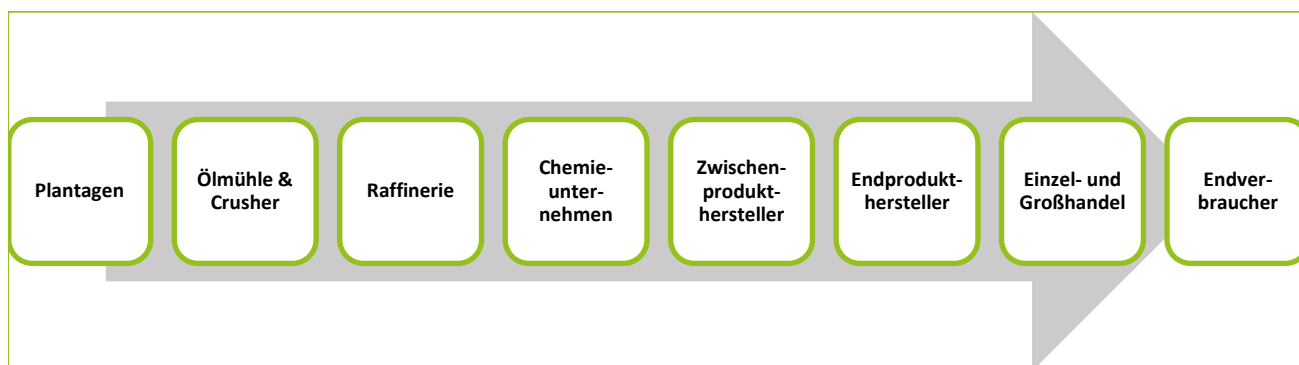 Plantagen
Ölmühle &
Crusher
Raffinerie
Chemie-
unter-
nehmen
Zwischen-
produkt-
hersteller
Endprodukt-
hersteller
Einzel- und
Großhandel
Endver-
braucher